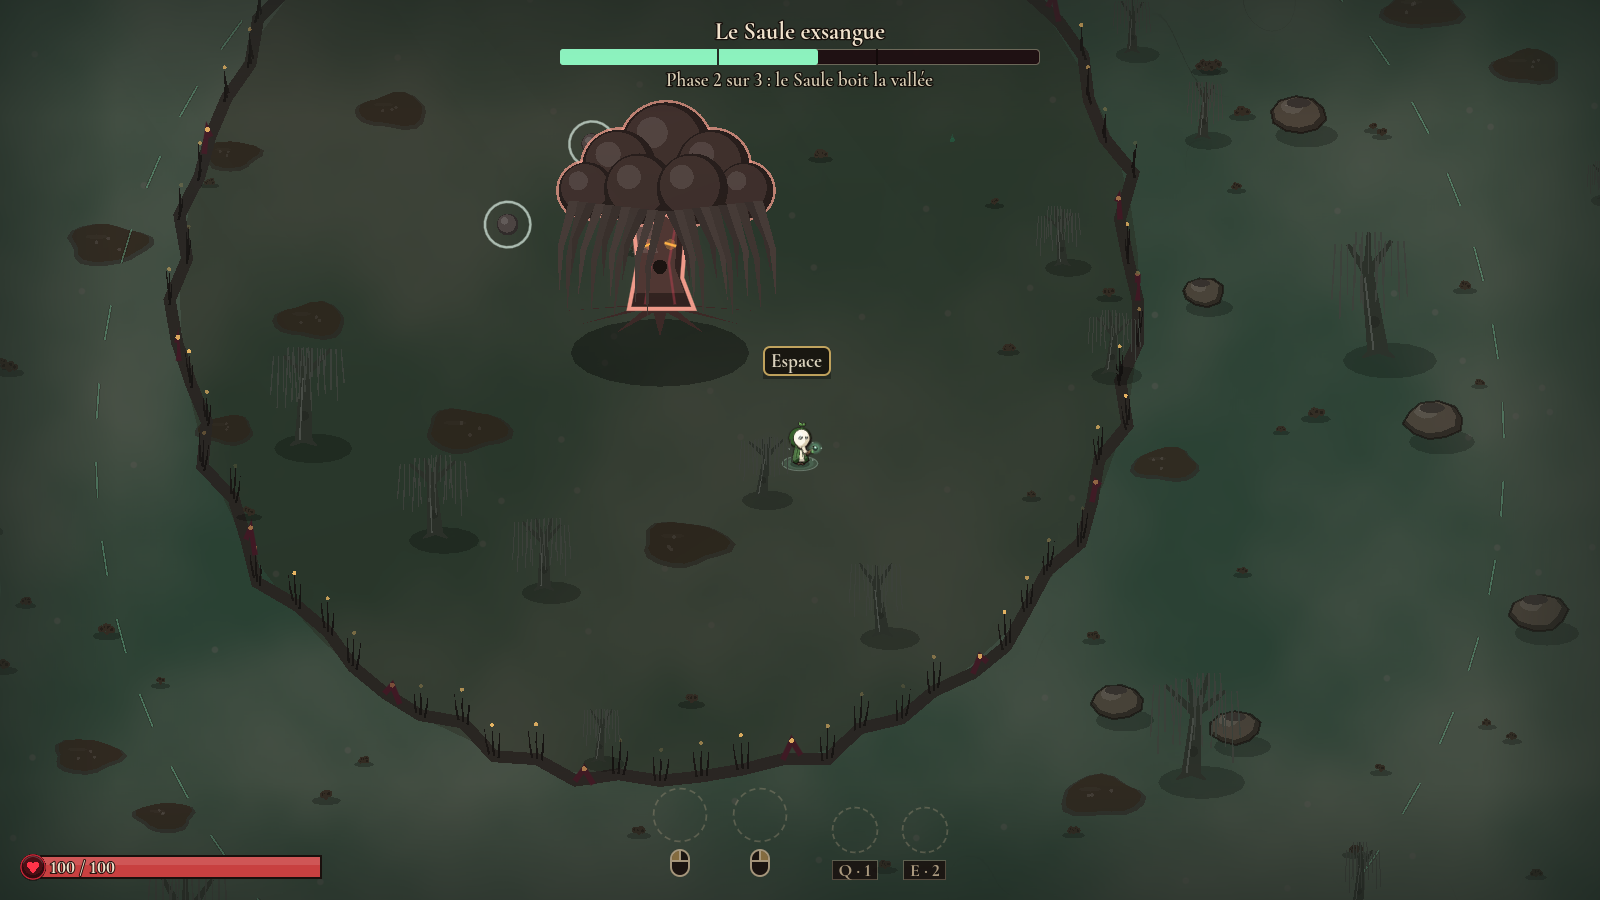 Le Saule exsangue
Phase 2 sur 3 : le Saule boit la vallée
Espace
100 / 100
Q · 1
E · 2